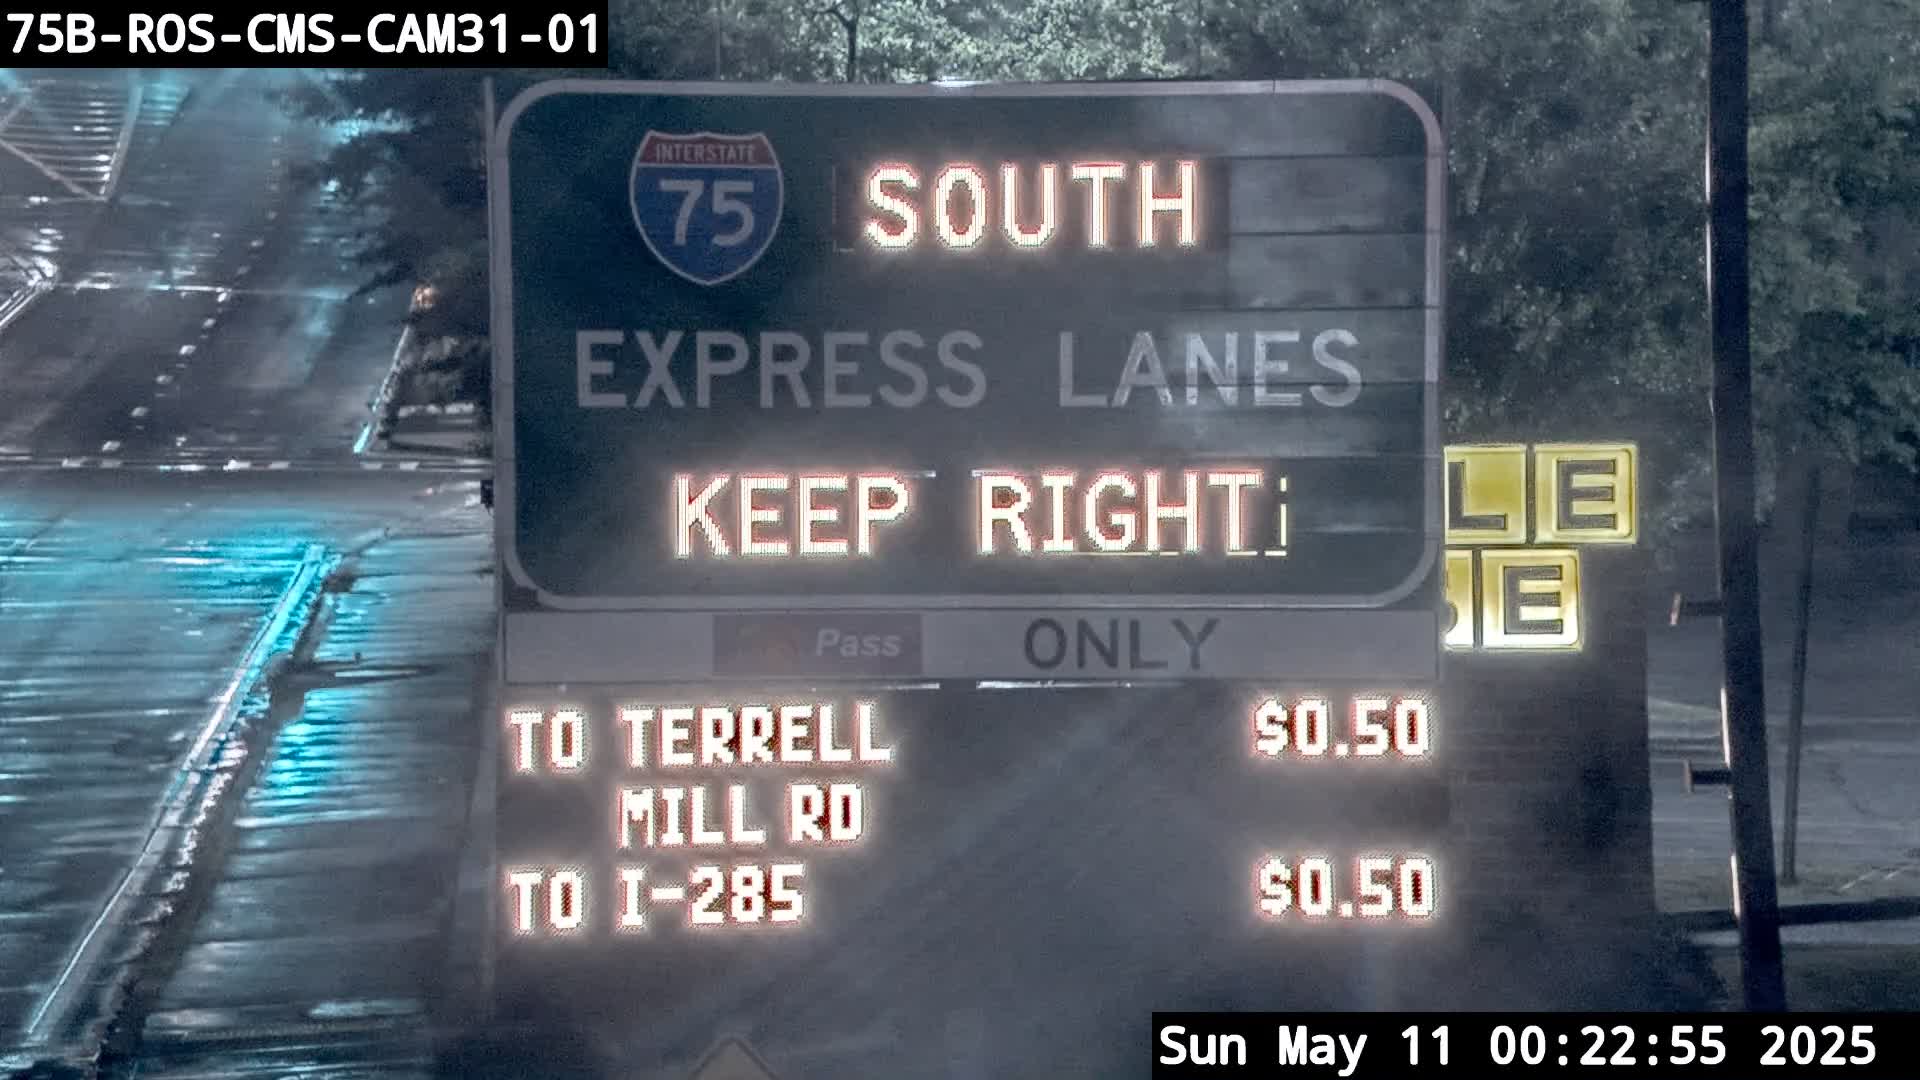 75B-ROS-CMS-CAM31-01
INTERSTATE
75
SOUTH
EXPRESS LANES
KEEP RIGHT
Pass ONLY
TO TERRELL $0.50
MILL RD
TO I-285 $0.50
LE
E
Sun May 11 00:22:55 2025